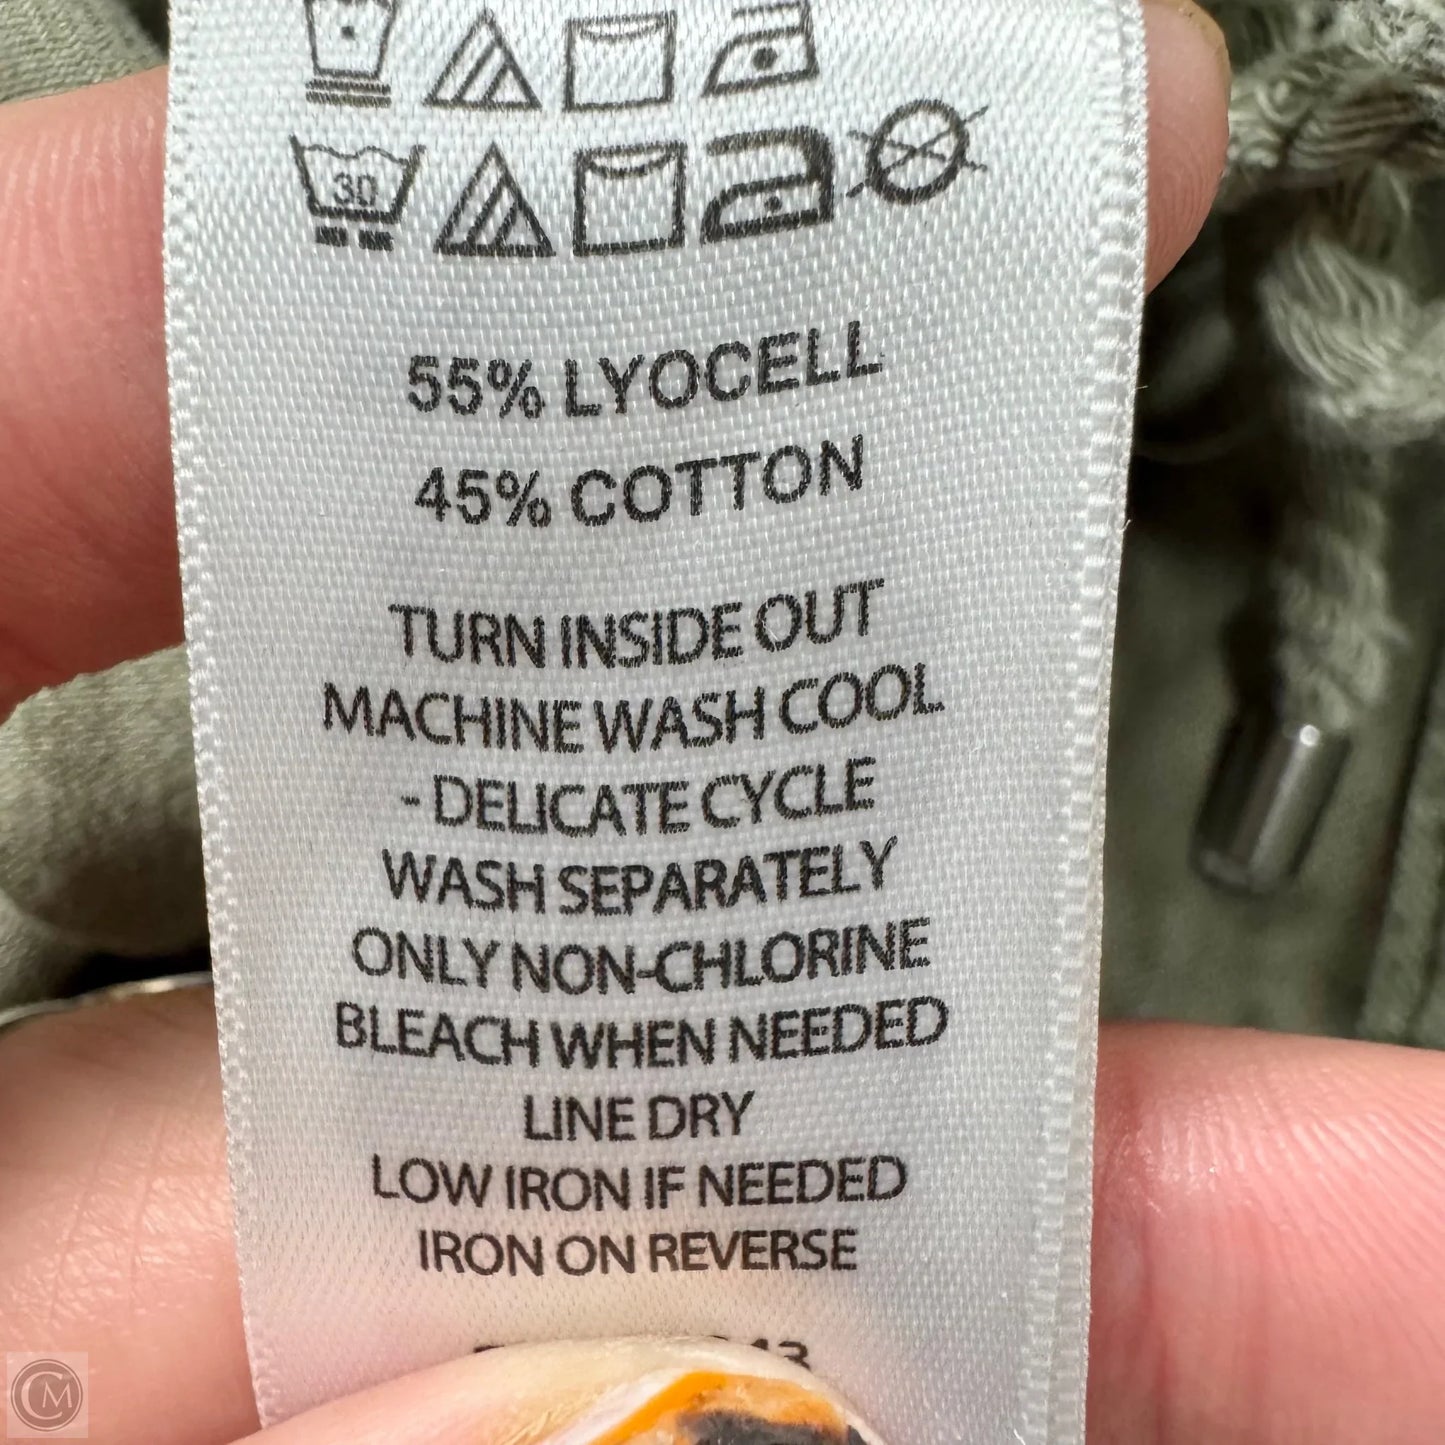 30
55% LYOCELL
45% COTTON
TURN INSIDE OUT
MACHINE WASH COOL
- DELICATE CYCLE
WASH SEPARATELY
ONLY NON-CHLORINE
BLEACH WHEN NEEDED
LINE DRY
LOW IRON IF NEEDED
IRON ON REVERSE
CM